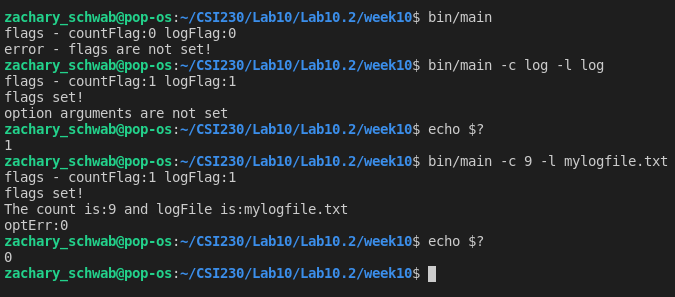 zachary_schwab@pop-os:~/CSI230/Lab10/Lab10.2/week10$ bin/main
flags - countFlag:0 logFlag:0
error - flags are not set!
zachary_schwab@pop-os:~/CSI230/Lab10/Lab10.2/week10$ bin/main -c log -l log
flags - countFlag:1 logFlag:1
flags set!
option arguments are not set
zachary_schwab@pop-os:~/CSI230/Lab10/Lab10.2/week10$ echo $?
1
zachary_schwab@pop-os:~/CSI230/Lab10/Lab10.2/week10$ bin/main -c 9 -l mylogfile.txt
flags - countFlag:1 logFlag:1
flags set!
The count is:9 and logFile is:mylogfile.txt
optErr:0
zachary_schwab@pop-os:~/CSI230/Lab10/Lab10.2/week10$ echo $?
0
zachary_schwab@pop-os:~/CSI230/Lab10/Lab10.2/week10$